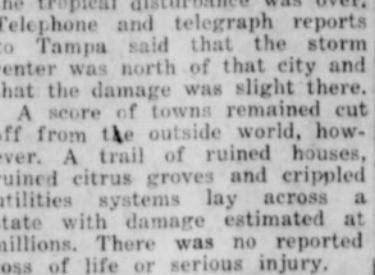 the tropical disturbance was over.
Telephone and telegraph reports
to Tampa said that the storm
center was north of that city and
that the damage was slight there.
A score of towns remained cut
off from the outside world, how-
ever. A trail of ruined houses,
ruined citrus groves and crippled
utilities systems lay across a
state with damage estimated at
millions. There was no reported
loss of life or serious injury.